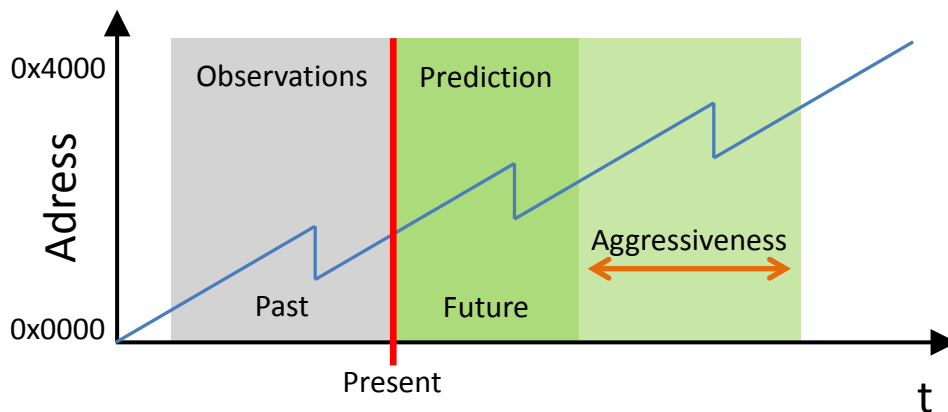 0x4000
Observations
Prediction
Adress
Aggressiveness
0x0000
Past
Future
Present
t